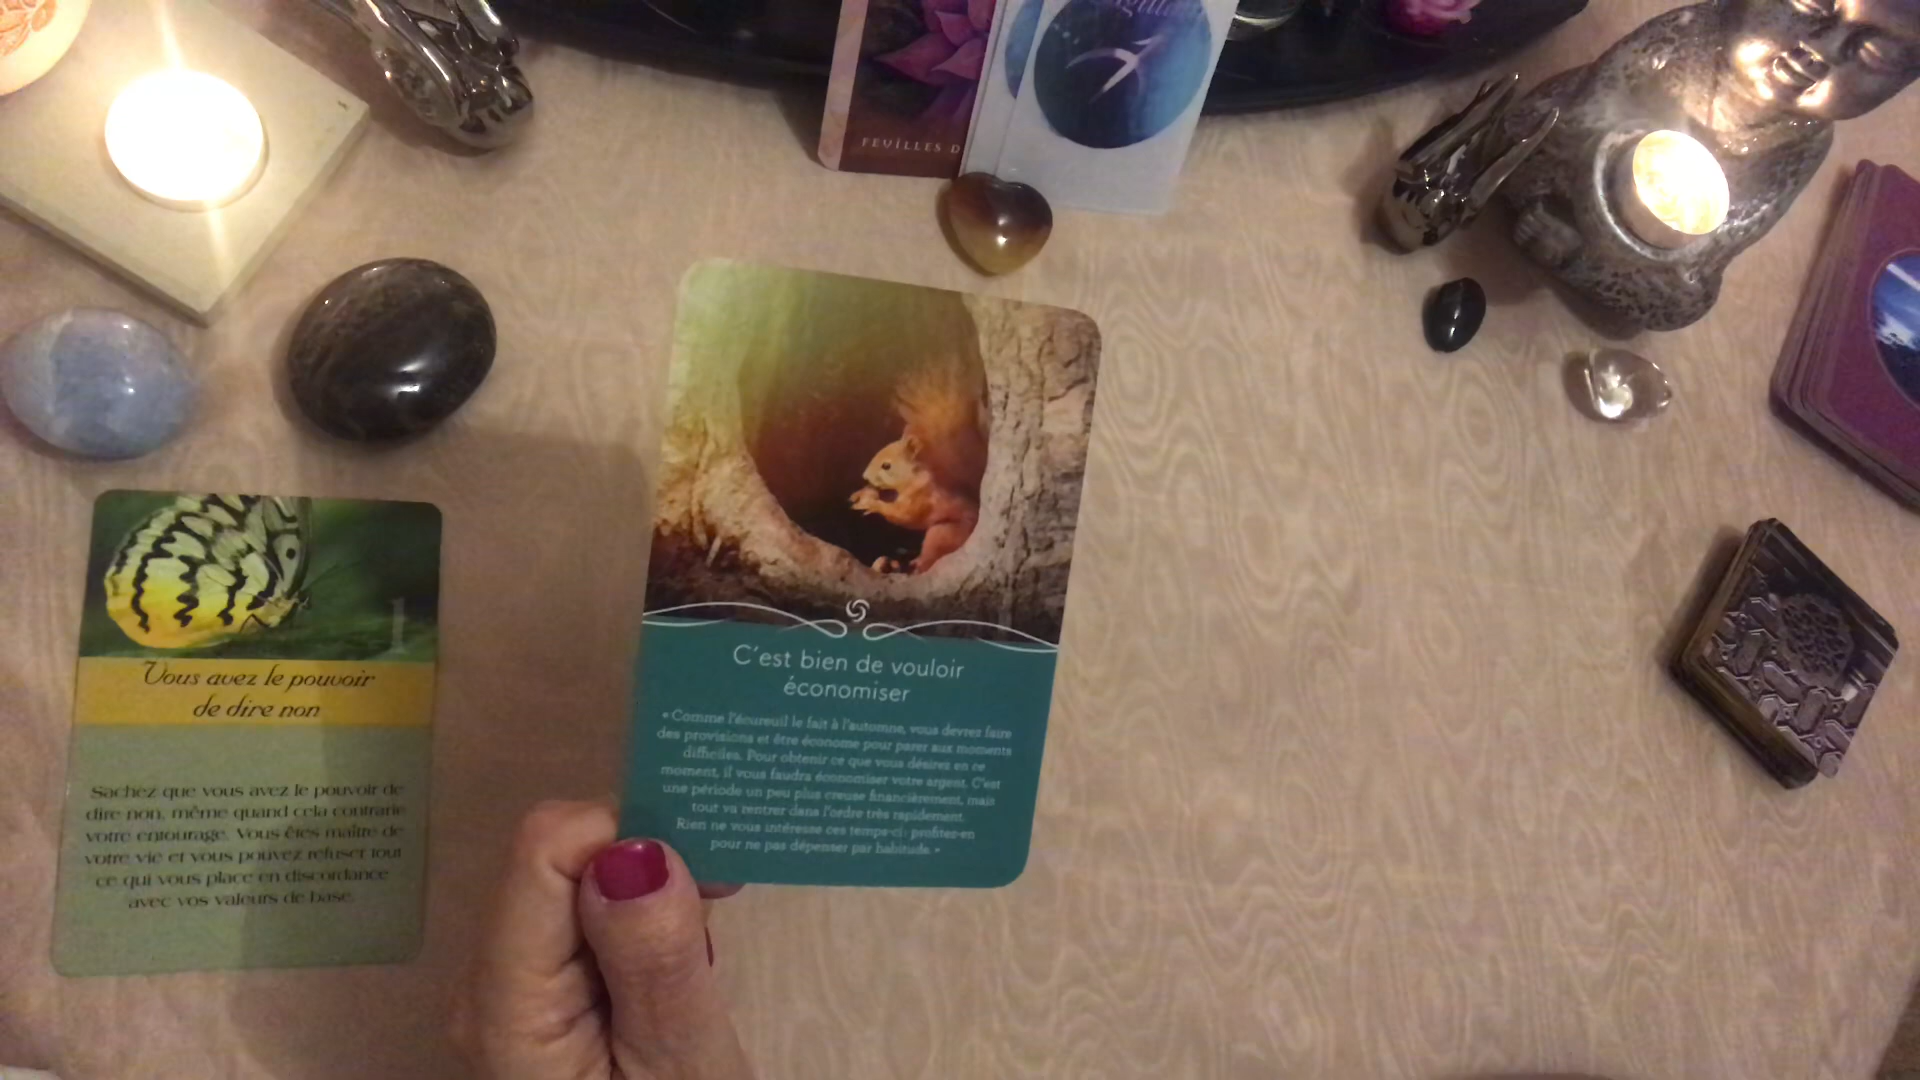 FEUILLES D
C'est bien de vouloir
économiser
« Comme l'écureuil le fait à l'automne, vous devrez faire
des provisions et être économe pour parer aux moments
difficiles. Pour obtenir ce que vous désirez en ce
moment, il vous faudra économiser votre argent. C'est
une période un peu plus creuse financièrement, mais
tout va rentrer dans l'ordre très rapidement.
Rien ne vous intéresse ces temps-ci : profitez-en
pour ne pas dépenser par habitude. »
1
Vous avez le pouvoir
de dire non
Sachez que vous avez le pouvoir de
dire non, même quand cela contrarie
votre entourage. Vous êtes maître de
votre vie et vous pouvez refuser tout
ce qui vous place en discordance
avec vos valeurs de base.